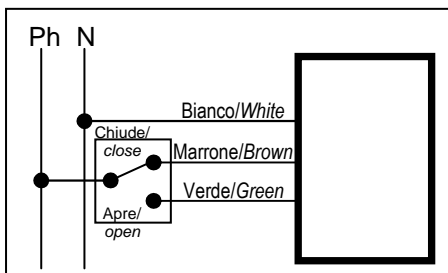 Ph N
Bianco/White
Chiude/
close
Marrone/Brown
Verde/Green
Apre/
open